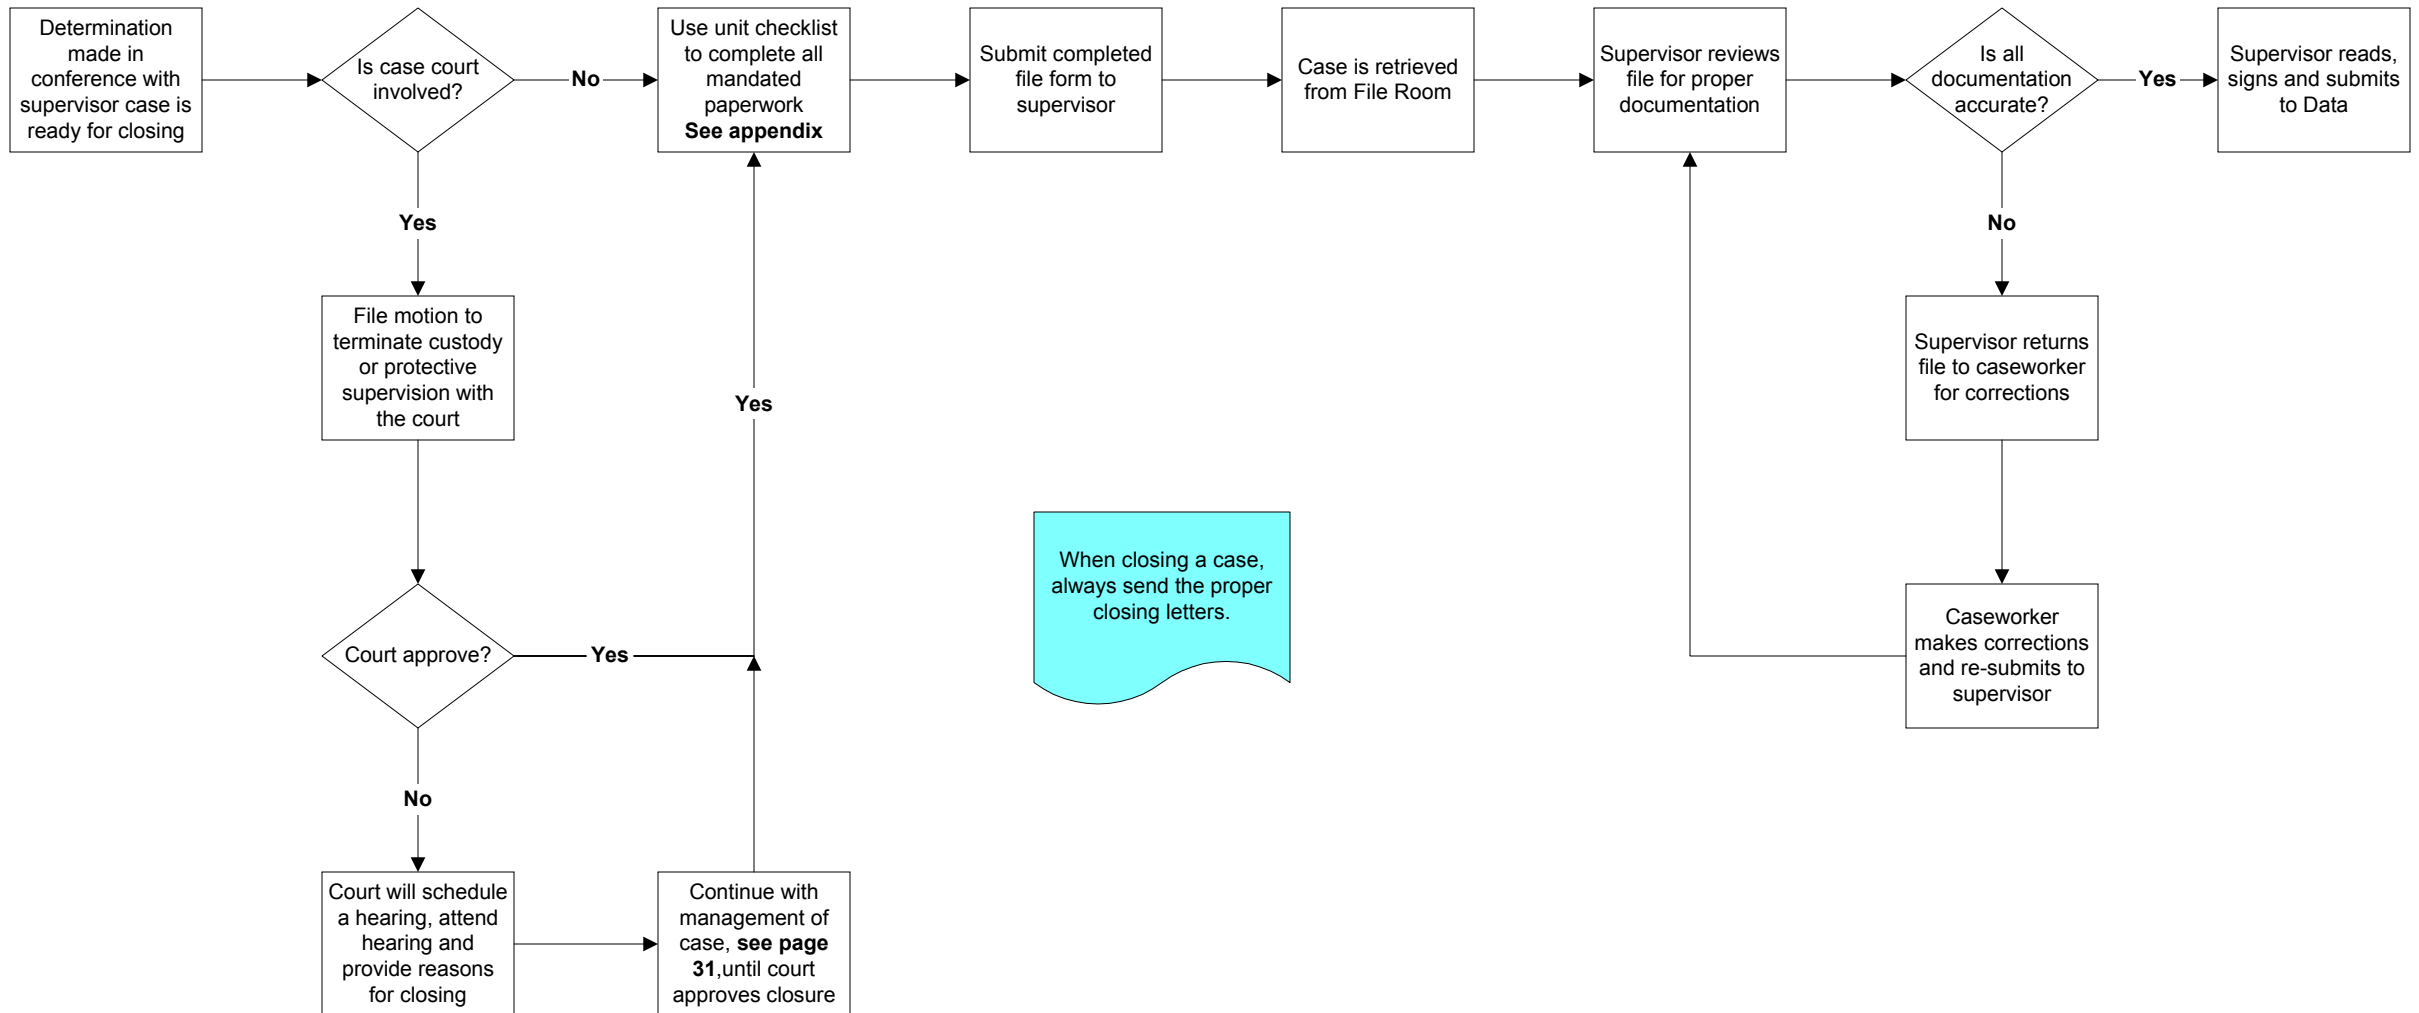 Determination
made in
conference with
supervisor case is
ready for closing
Is case court
involved?
No
Use unit checklist
to complete all
mandated
paperwork
See appendix
Submit completed
file form to
supervisor
Case is retrieved
from File Room
Supervisor reviews
file for proper
documentation
Is all
documentation
accurate?
Yes
Supervisor reads,
signs and submits
to Data
Yes
No
File motion to
terminate custody
or protective
supervision with
the court
Supervisor returns
file to caseworker
for corrections
Yes
When closing a case,
always send the proper
closing letters.
Court approve?
Yes
Caseworker
makes corrections
and re-submits to
supervisor
No
Court will schedule
a hearing, attend
hearing and
provide reasons
for closing
Continue with
management of
case, see page
31,until court
approves closure